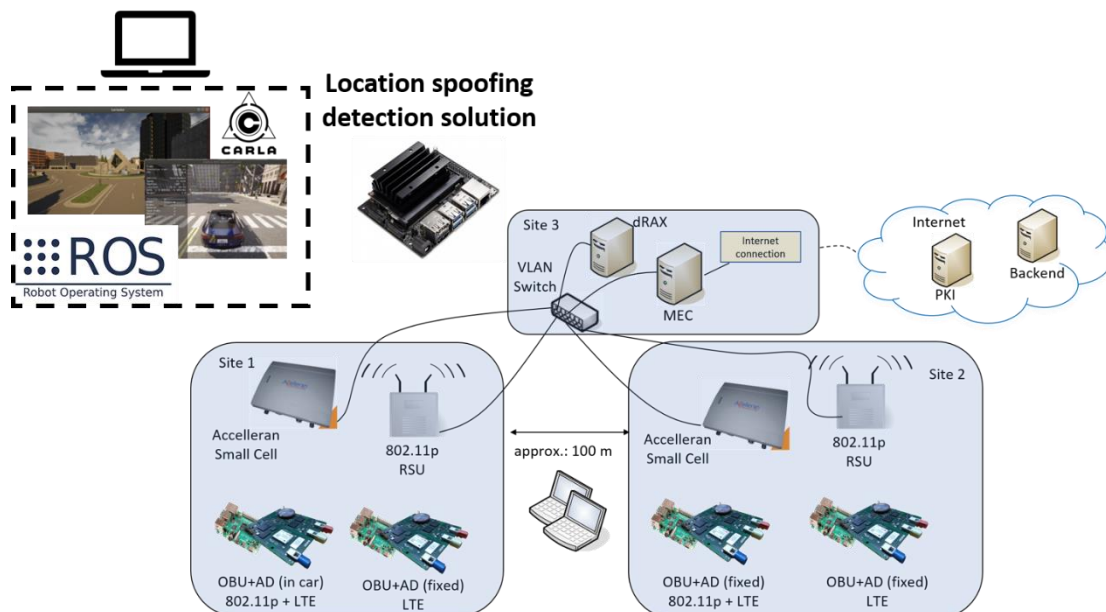 Location spoofing
detection solution
CARLA
ROS
Robot Operating System
Site 3
dRAX
VLAN
Switch
MEC
Internet
connection
Internet
PKI
Backend
Site 1
Accelleran
Small Cell
802.11p
RSU
approx.: 100 m
Site 2
Accelleran
Small Cell
802.11p
RSU
OBU+AD (in car)
802.11p + LTE
OBU+AD (fixed)
LTE
OBU+AD (fixed)
802.11p + LTE
OBU+AD (fixed)
LTE